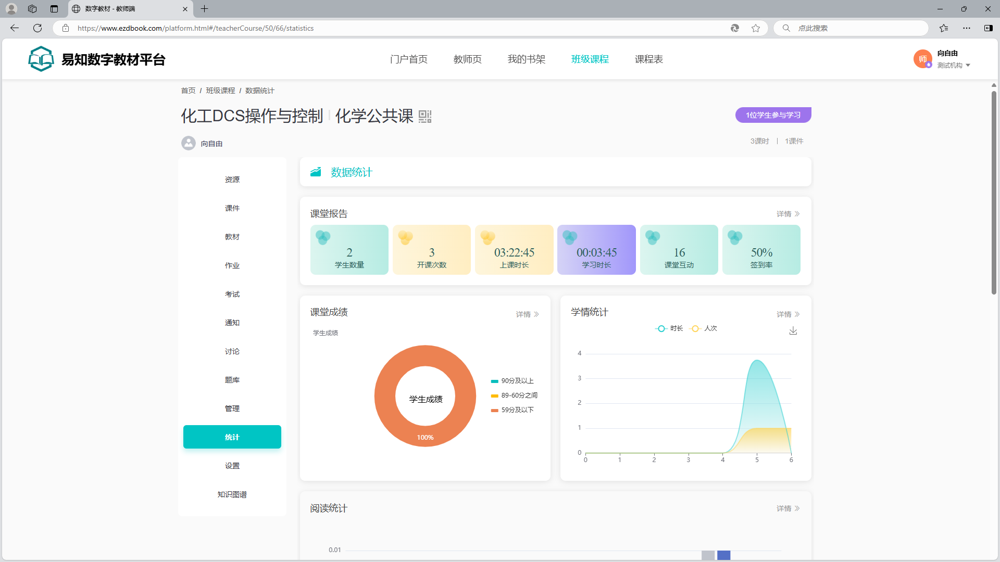 数字教材 - 教师端
https://www.ezdbook.com/platform.html#/teacherCourse/50/66/statistics
点此搜索
易知数字教材平台
门户首页
教师页
我的书架
班级课程
课程表
师
向自由
测试机构
首页 / 班级课程 / 数据统计
化工DCS操作与控制 化学公共课
1位学生参与学习
向自由
3课时 | 1课件
资源
课件
教材
作业
考试
通知
讨论
题库
管理
统计
设置
知识图谱
数据统计
课堂报告
详情
2
学生数量
3
开课次数
03:22:45
上课时长
00:03:45
学习时长
16
课堂互动
50%
签到率
课堂成绩
详情
学生成绩
学生成绩
100%
90分及以上
89-60分之间
59分及以下
学情统计
详情
时长 人次
4
3
2
1
0
0 1 2 3 4 5 6
阅读统计
详情
0.01